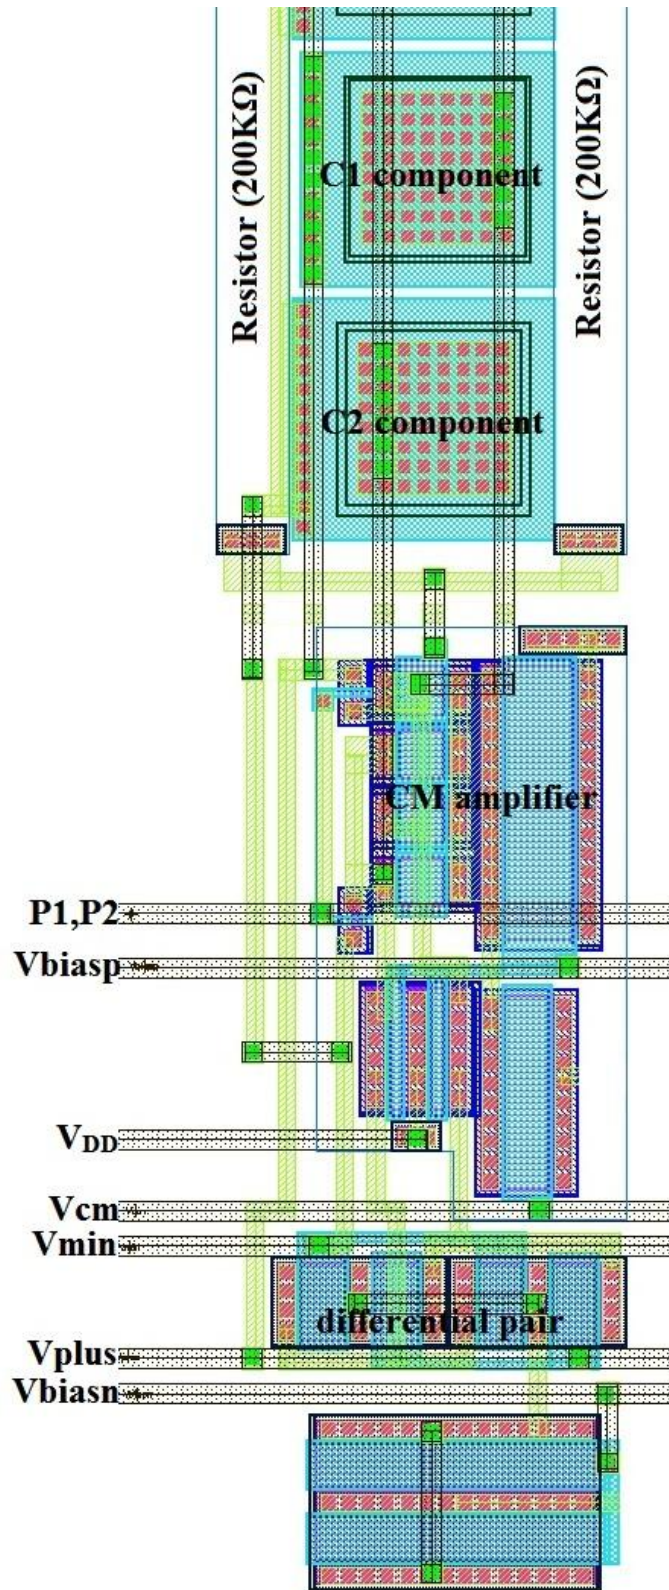 Resistor (200KΩ)
Resistor (200KΩ)
C1 component
C2 component
CM amplifier
P1,P2
Vbiasp
VDD
Vcm
Vmin
differential pair
Vplus
Vbiasn